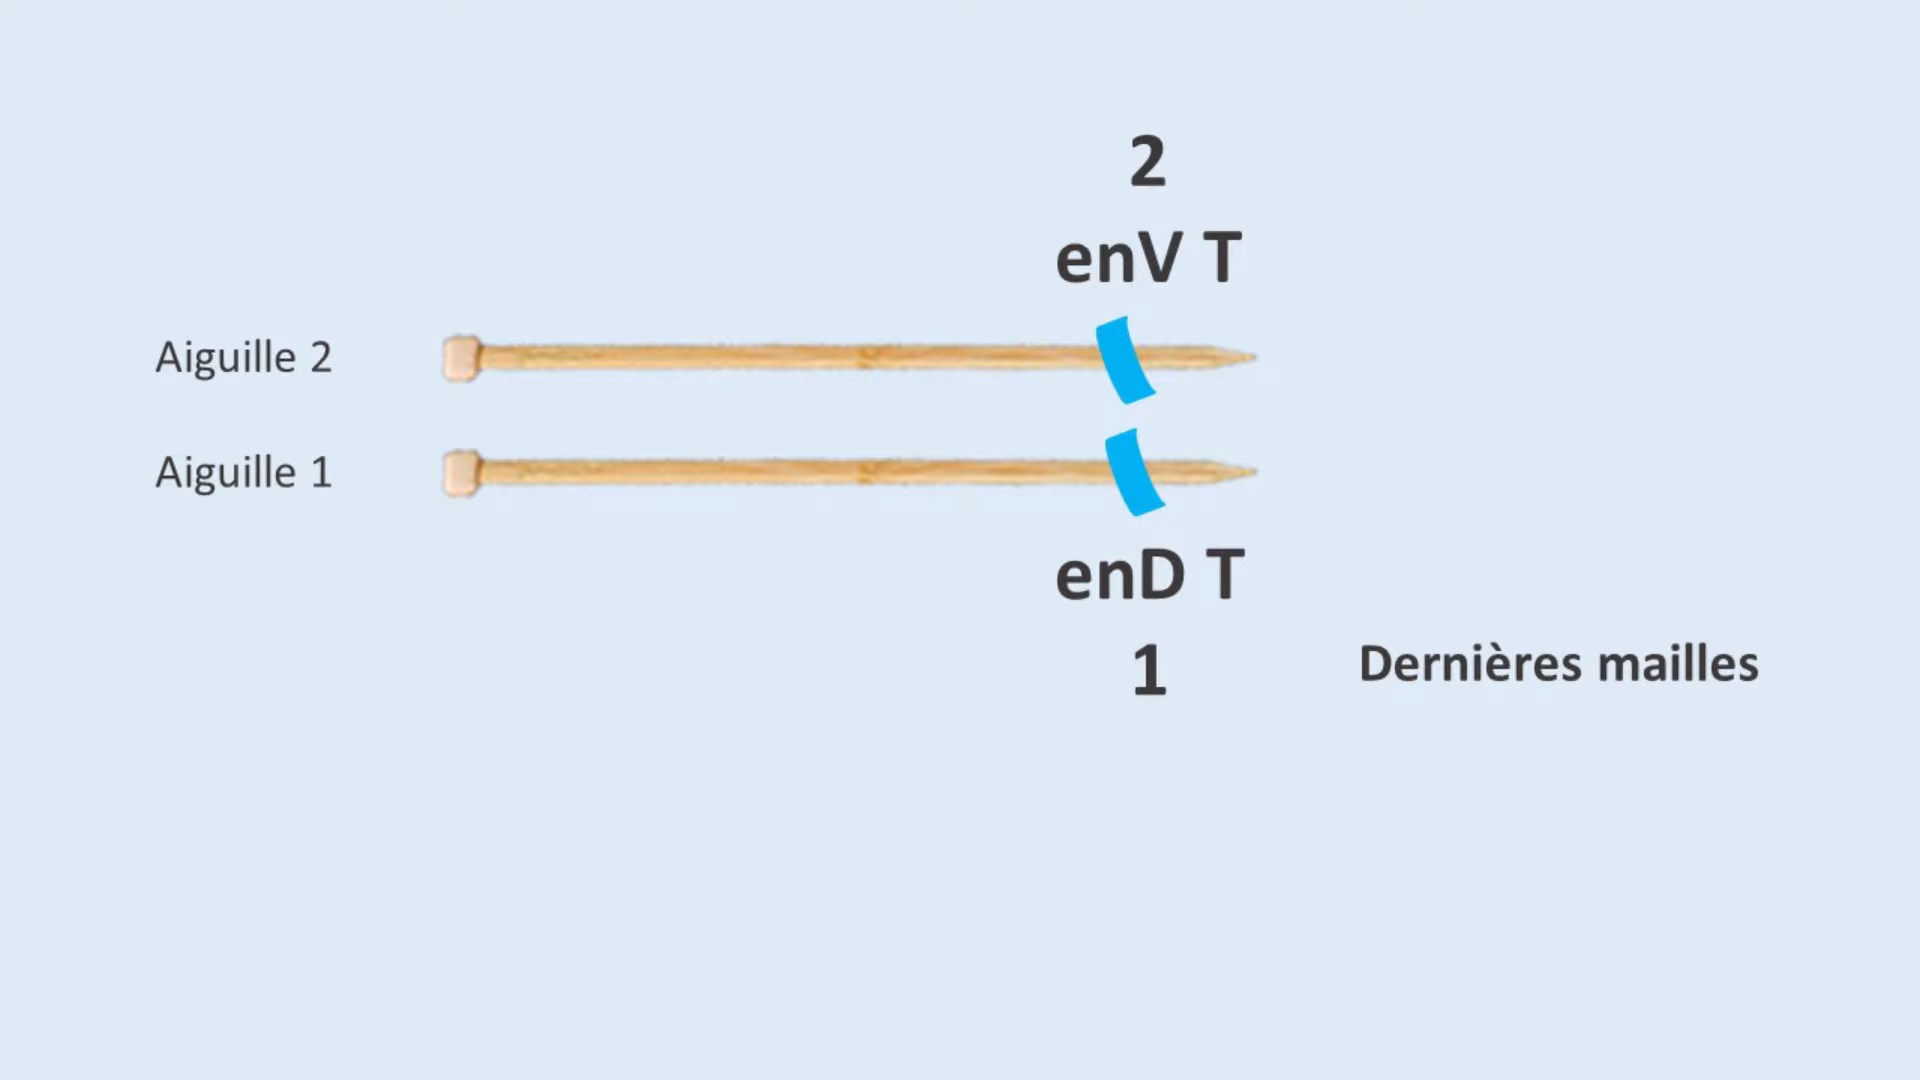 2
enV T
Aiguille 2
Aiguille 1
enD T
1
Dernières mailles